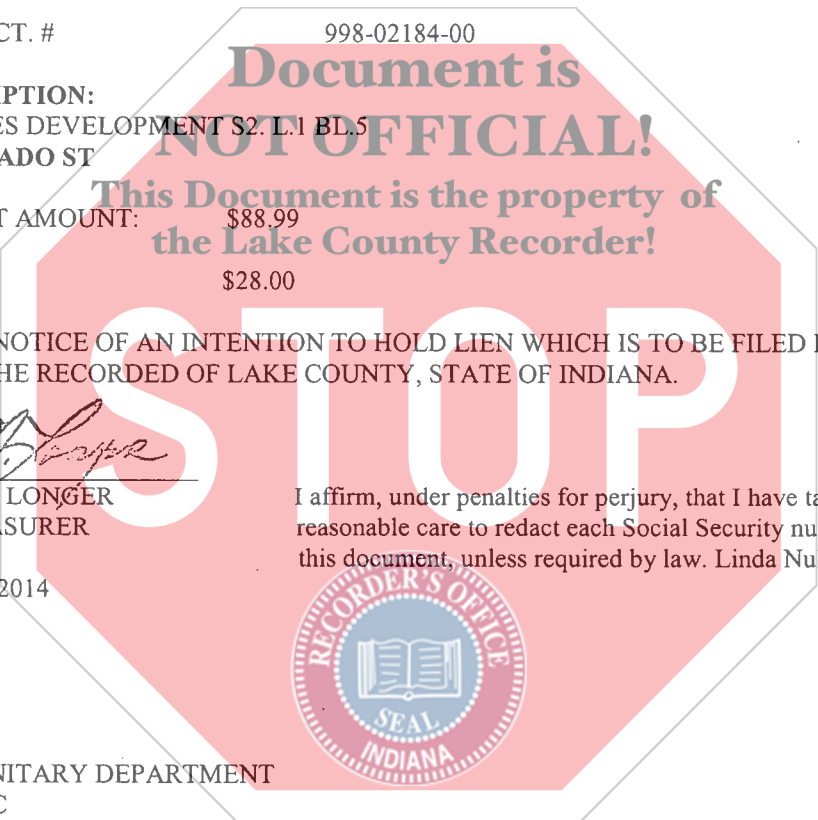 CT. # 998-02184-00
Document is
IPTION:
ES DEVELOPMENT S2. L.1 BL.5
NOT OFFICIAL!
ADO ST
This Document is the property of
T AMOUNT: $88.99
the Lake County Recorder!
$28.00
STOP
NOTICE OF AN INTENTION TO HOLD LIEN WHICH IS TO BE FILED
HE RECORDED OF LAKE COUNTY, STATE OF INDIANA.
LONGER
ASURER
I affirm, under penalties for perjury, that I have ta
reasonable care to redact each Social Security nu
this document, unless required by law. Linda Nu
2014
RECORDER'S OFFICE
SEAL
INDIANA
NITARY DEPARTMENT
C